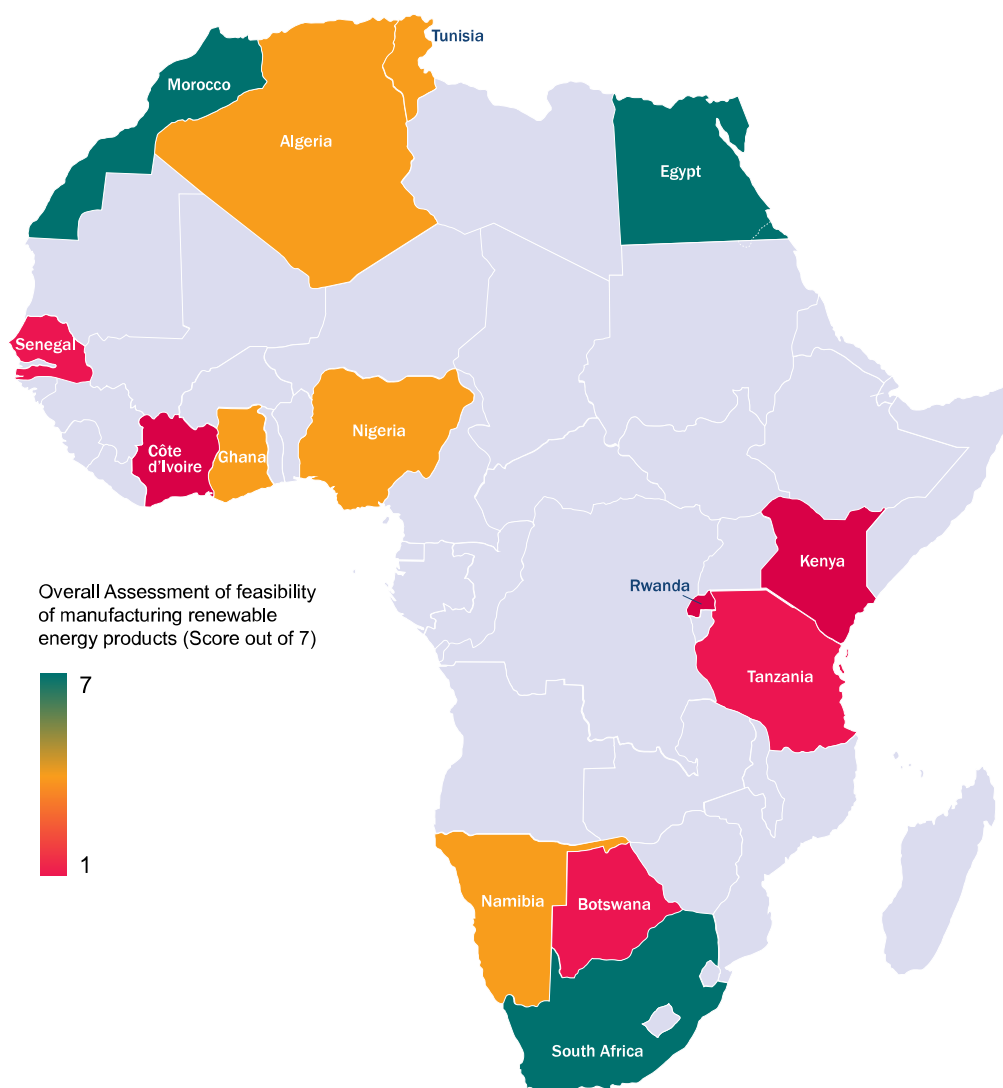 Tunisia
Morocco
Algeria
Egypt
Senegal
Côte
d'Ivoire
Ghana
Nigeria
Kenya
Rwanda
Tanzania
Overall Assessment of feasibility
of manufacturing renewable
energy products (Score out of 7)
7
1
Namibia
Botswana
South Africa